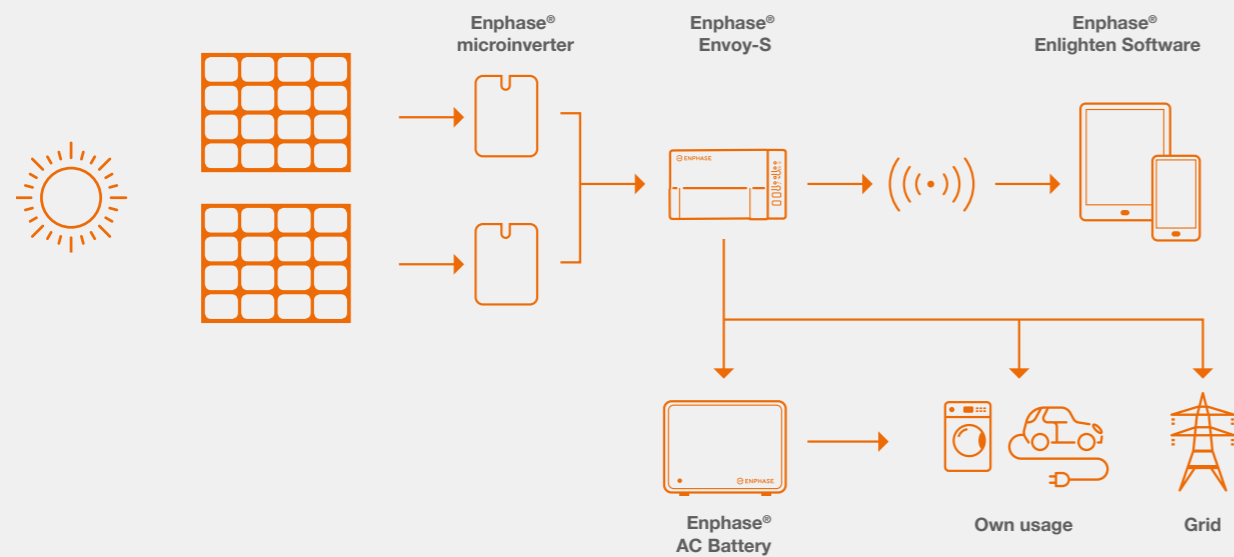 Enphase®
microinverter
Enphase®
Envoy-S
Enphase®
Enlighten Software
ENPHASE
ENPHASE
Enphase®
AC Battery
Own usage
Grid